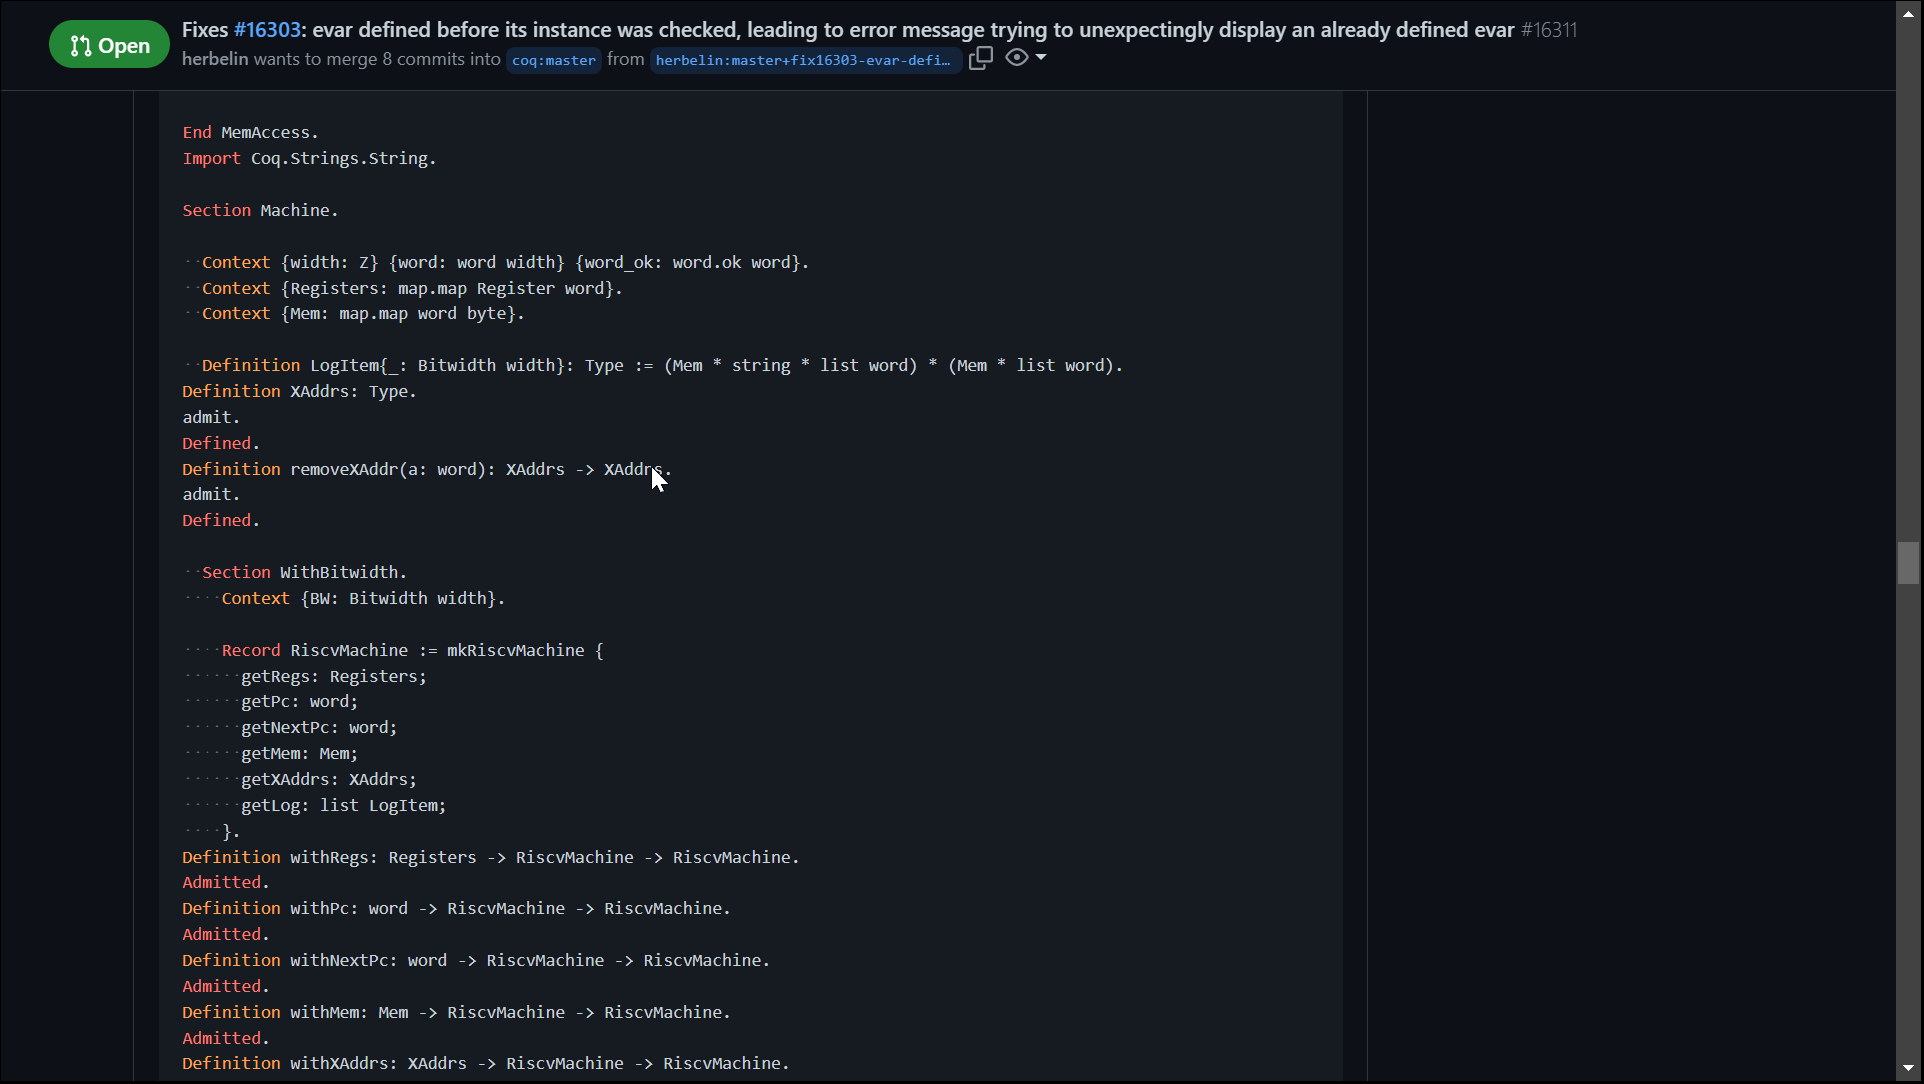 Open
Fixes #16303: evar defined before its instance was checked, leading to error message trying to unexpectingly display an already defined evar #16311
herbelin wants to merge 8 commits into coq:master from herbelin:master+fix16303-evar-defi…
End MemAccess.
Import Coq.Strings.String.
Section Machine.
··Context {width: Z} {word: word width} {word_ok: word.ok word}.
··Context {Registers: map.map Register word}.
··Context {Mem: map.map word byte}.
··Definition LogItem{_: Bitwidth width}: Type := (Mem * string * list word) * (Mem * list word).
Definition XAddrs: Type.
admit.
Defined.
Definition removeXAddr(a: word): XAddrs -> XAddrs.
admit.
Defined.
··Section WithBitwidth.
····Context {BW: Bitwidth width}.
····Record RiscvMachine := mkRiscvMachine {
······getRegs: Registers;
······getPc: word;
······getNextPc: word;
······getMem: Mem;
······getXAddrs: XAddrs;
······getLog: list LogItem;
····}.
Definition withRegs: Registers -> RiscvMachine -> RiscvMachine.
Admitted.
Definition withPc: word -> RiscvMachine -> RiscvMachine.
Admitted.
Definition withNextPc: word -> RiscvMachine -> RiscvMachine.
Admitted.
Definition withMem: Mem -> RiscvMachine -> RiscvMachine.
Admitted.
Definition withXAddrs: XAddrs -> RiscvMachine -> RiscvMachine.